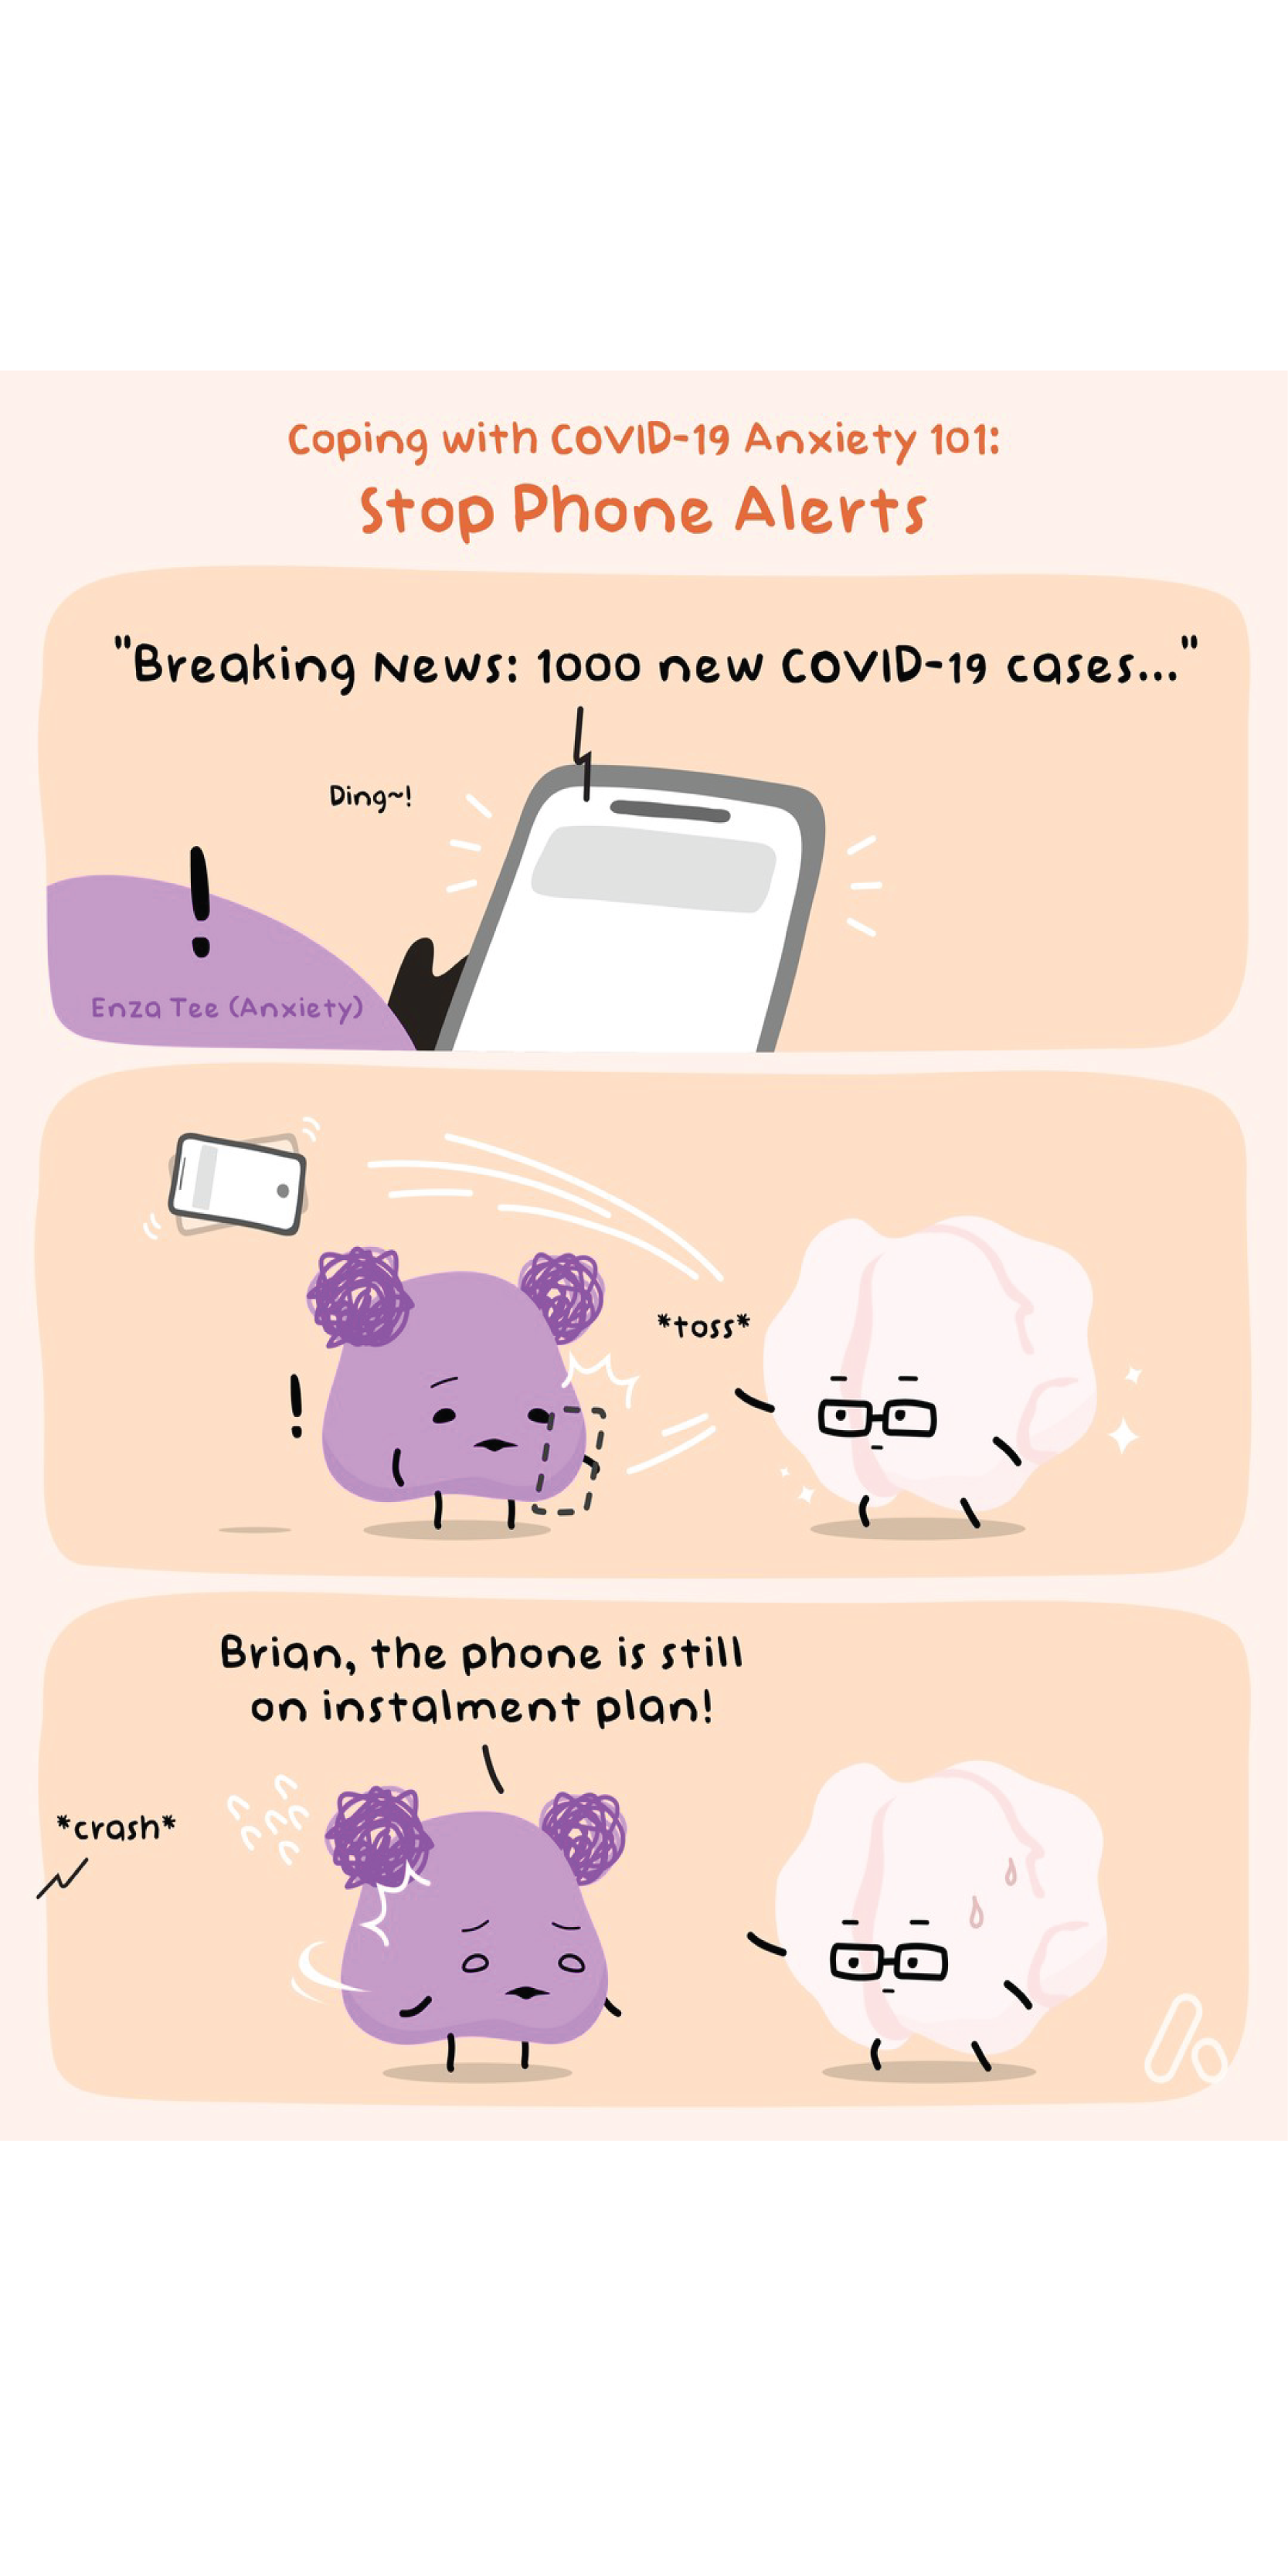 Coping with COVID-19 Anxiety 101:
Stop Phone Alerts
"Breaking News: 1000 new COVID-19 cases..."
Ding~!
!
Enza Tee (Anxiety)
*toss*
!
Brian, the phone is still
on instalment plan!
*crash*